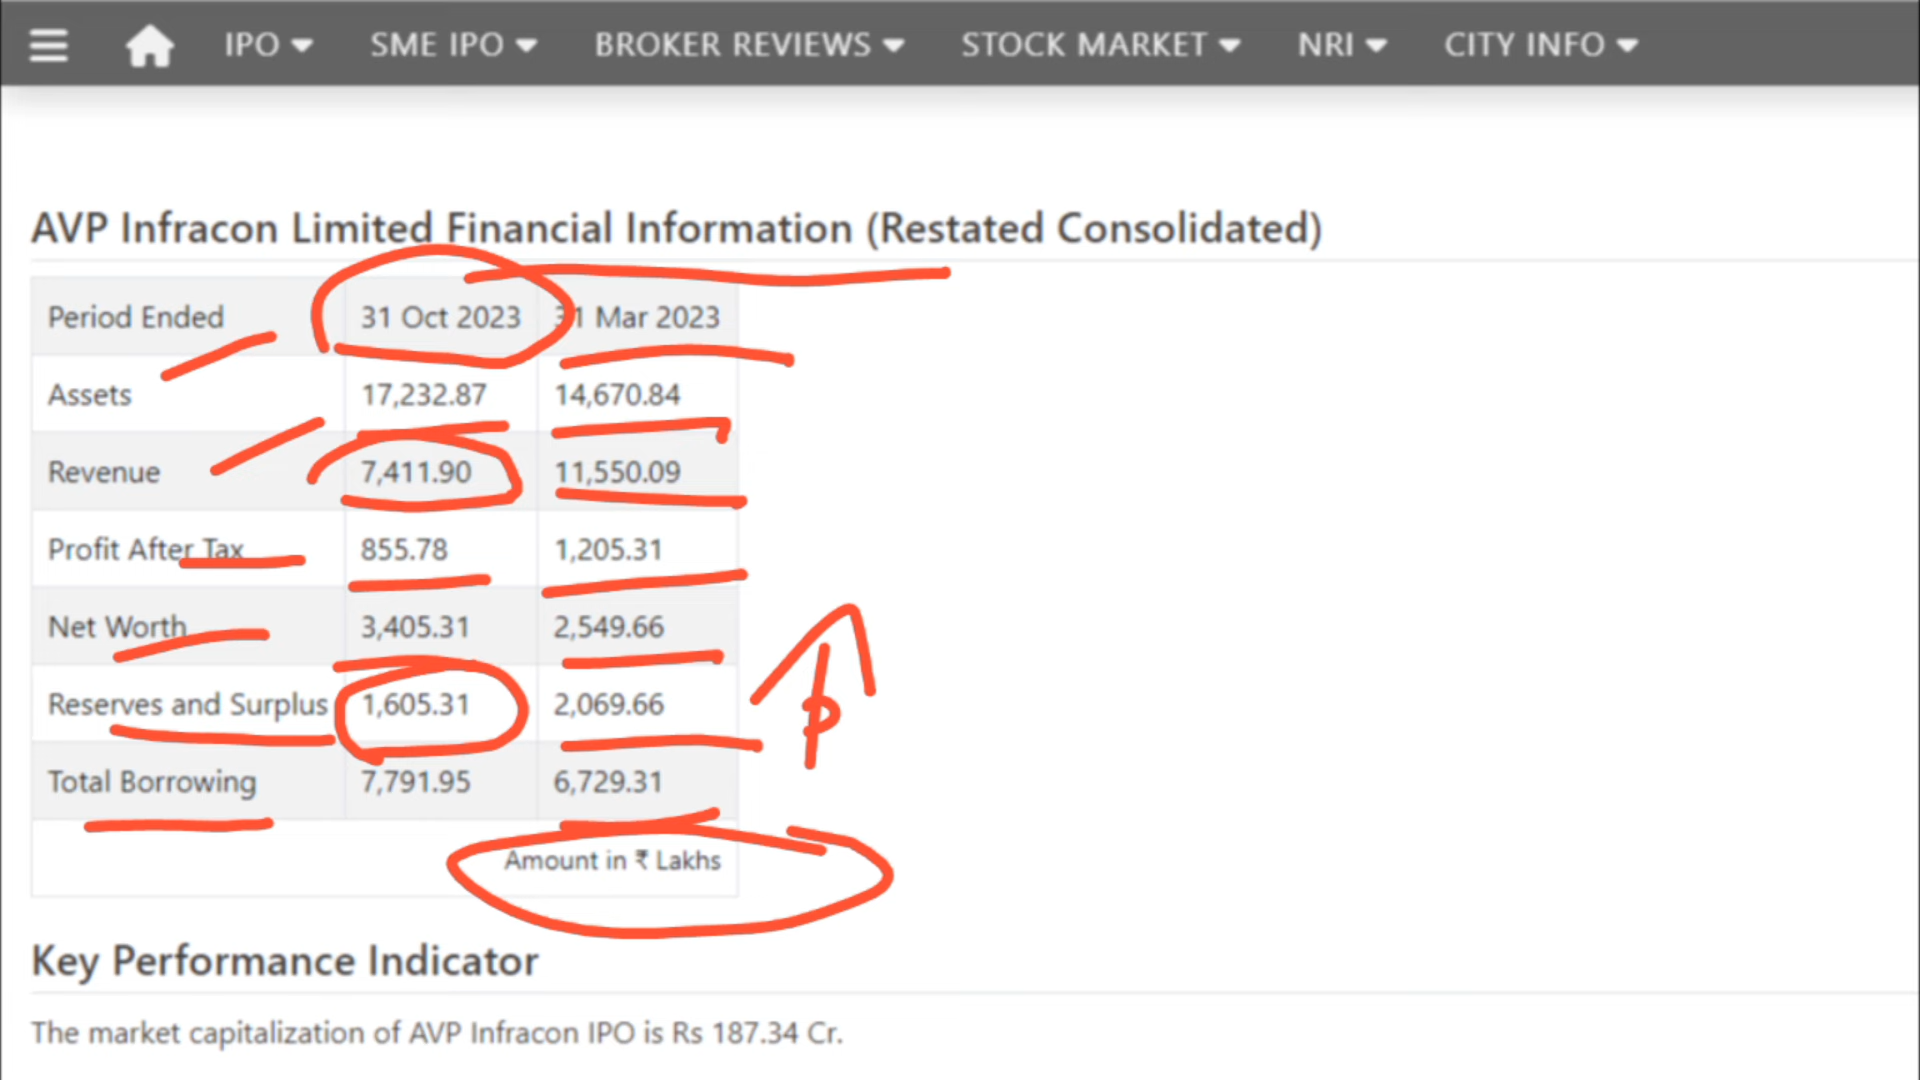 IPO SME IPO BROKER REVIEWS STOCK MARKET NRI CITY INFO
AVP Infracon Limited Financial Information (Restated Consolidated)
Period Ended 31 Oct 2023 31 Mar 2023
Assets 17,232.87 14,670.84
Revenue 7,411.90 11,550.09
Profit After Tax 855.78 1,205.31
Net Worth 3,405.31 2,549.66
Reserves and Surplus 1,605.31 2,069.66
Total Borrowing 7,791.95 6,729.31
Amount in ₹ Lakhs
Key Performance Indicator
The market capitalization of AVP Infracon IPO is Rs 187.34 Cr.